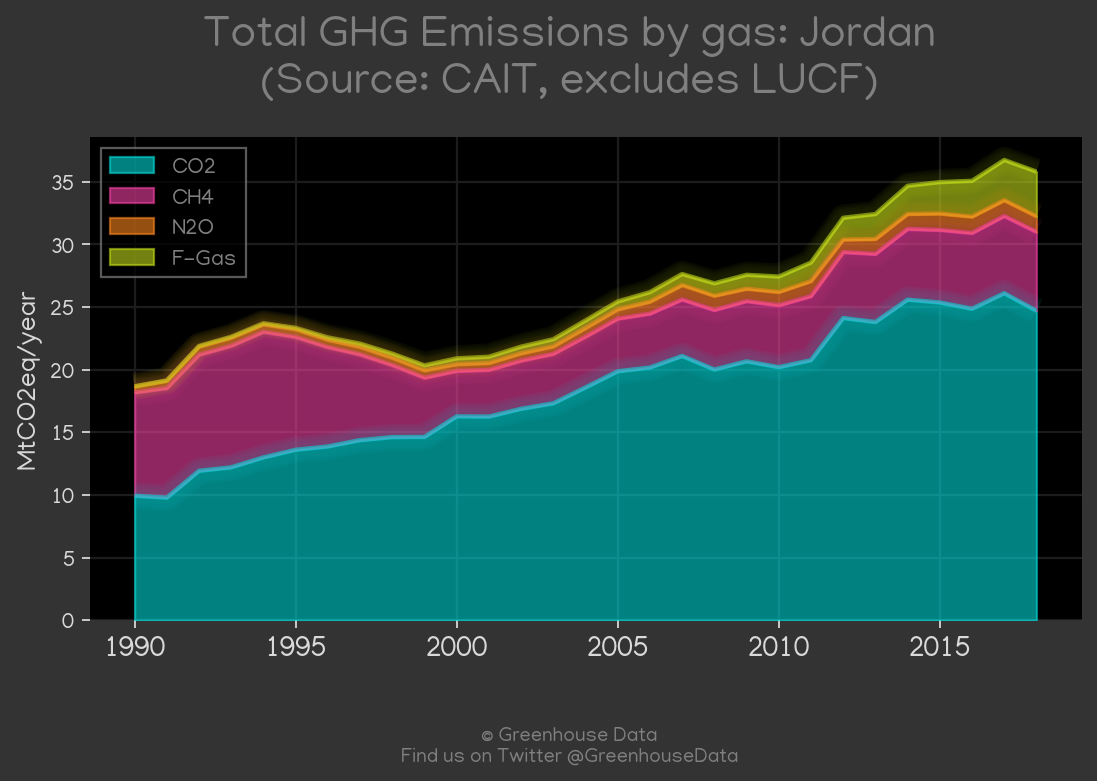 Total GHG Emissions by gas: Jordan
(Source: CAIT, excludes LUCF)
CO2
CH4
N2O
F-Gas
MtCO2eq/year
35
30
25
20
15
10
5
0
1990 1995 2000 2005 2010 2015
© Greenhouse Data
Find us on Twitter @GreenhouseData